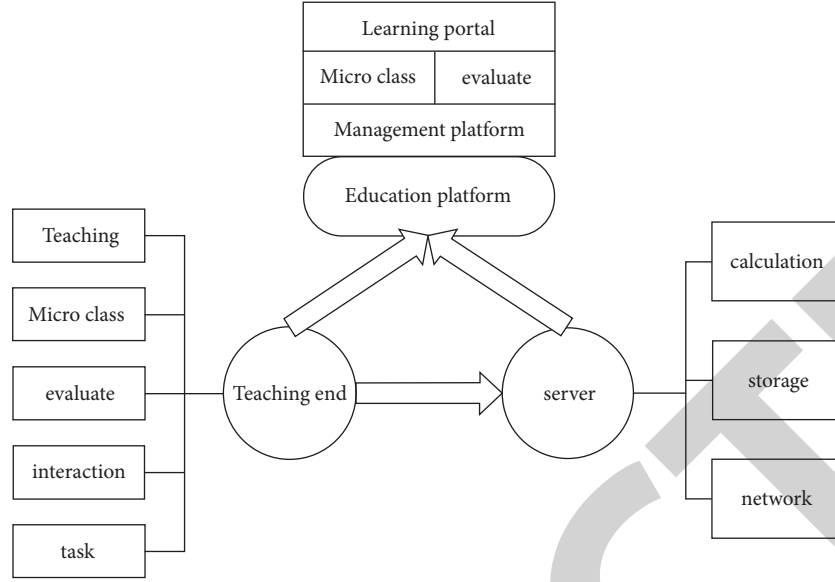 Learning portal
Micro class
evaluate
Management platform
Education platform
Teaching
Micro class
evaluate
interaction
task
Teaching end
server
calculation
storage
network